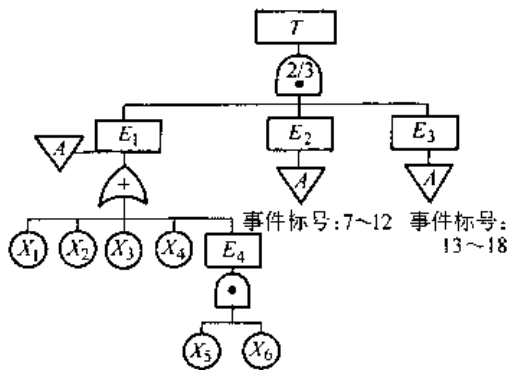 T
2/3
A E₁ E₂ E₃
+ A A
事件标号:7~12 事件标号:
13~18
X₁ X₂ X₃ X₄ E₄
X₅ X₆